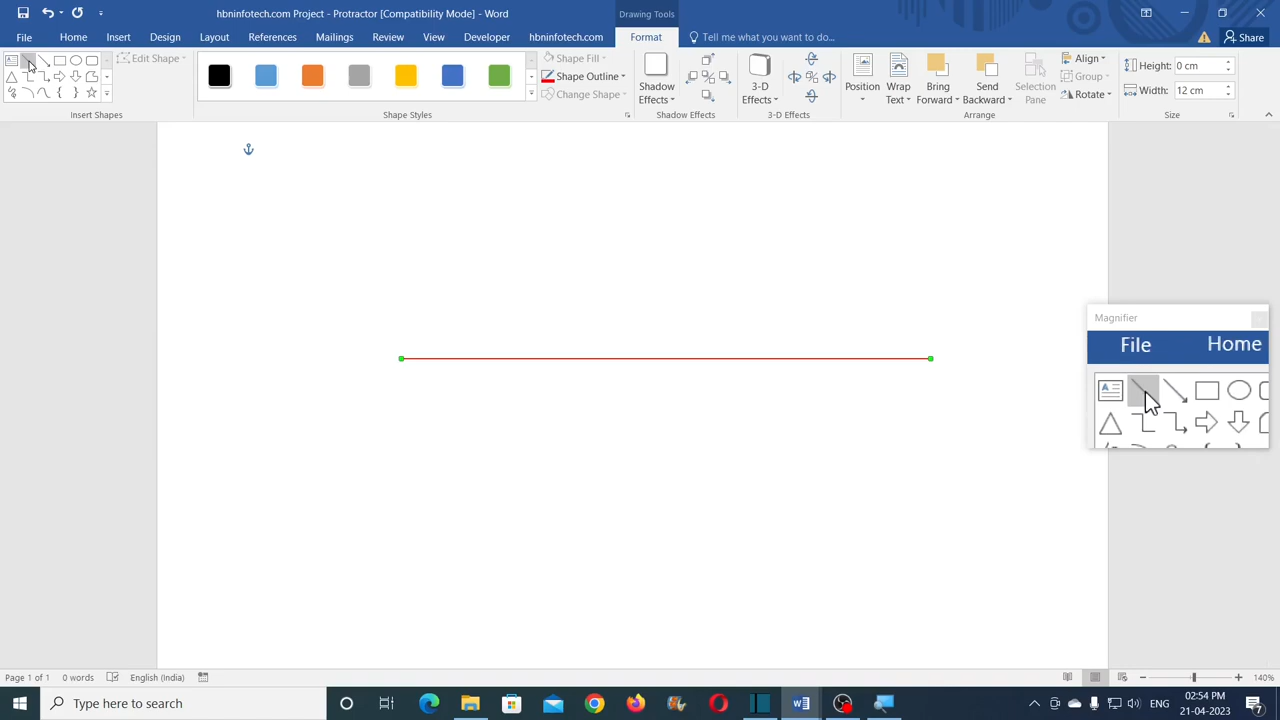 hbninfotech.com Project - Protractor [Compatibility Mode] - Word
Drawing Tools
File Home Insert Design Layout References Mailings Review View Developer hbninfotech.com Format Tell me what you want to do... Share
Edit Shape
Shape Fill
Shape Outline
Change Shape
Shadow Effects
3-D Effects
Position
Wrap Text
Bring Forward
Send Backward
Selection Pane
Align
Group
Rotate
Height: 0 cm
Width: 12 cm
Insert Shapes Shape Styles Shadow Effects 3-D Effects Arrange Size
Magnifier
File Home
A
Page 1 of 1 0 words English (India) 140%
Type here to search
ENG
02:54 PM
21-04-2023
7